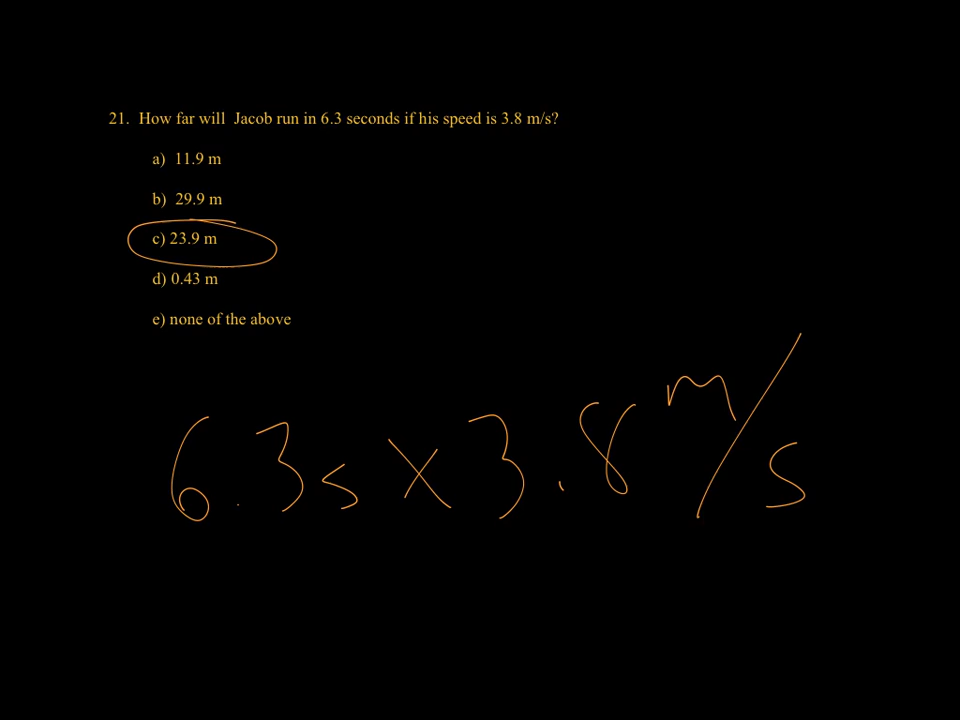 21. How far will Jacob run in 6.3 seconds if his speed is 3.8 m/s?
a) 11.9 m
b) 29.9 m
c) 23.9 m
d) 0.43 m
e) none of the above
6.3s x 3.8 m/s